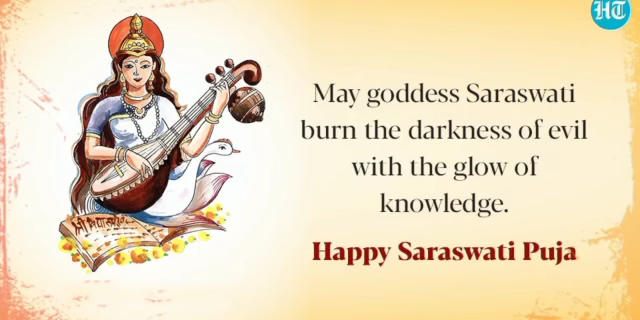 HT
May goddess Saraswati
burn the darkness of evil
with the glow of
knowledge.
Happy Saraswati Puja